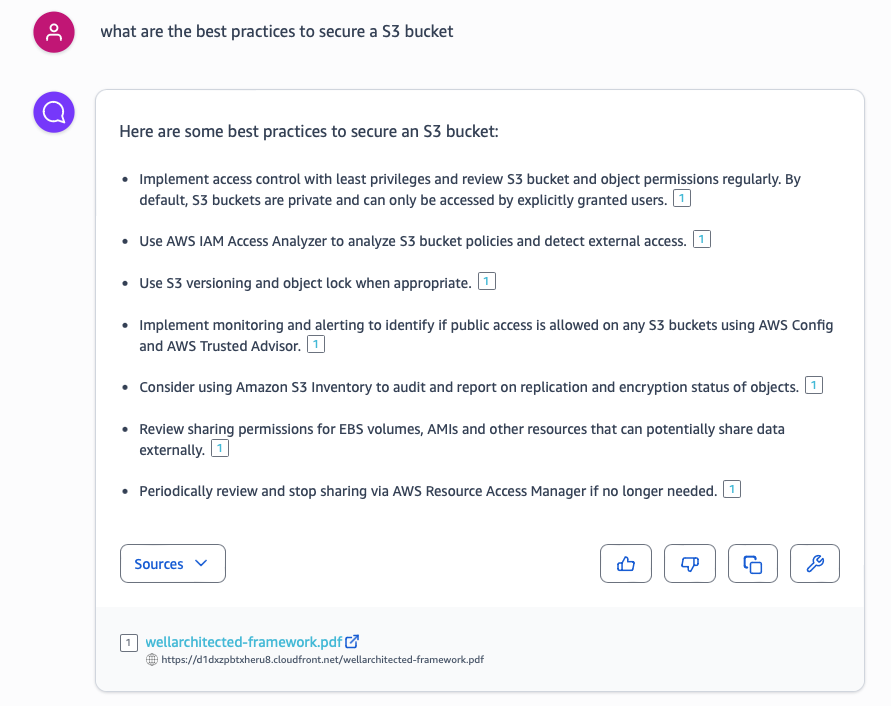 what are the best practices to secure a S3 bucket
Here are some best practices to secure an S3 bucket:
• Implement access control with least privileges and review S3 bucket and object permissions regularly. By
default, S3 buckets are private and can only be accessed by explicitly granted users. 1
• Use AWS IAM Access Analyzer to analyze S3 bucket policies and detect external access. 1
• Use S3 versioning and object lock when appropriate. 1
• Implement monitoring and alerting to identify if public access is allowed on any S3 buckets using AWS Config
and AWS Trusted Advisor. 1
• Consider using Amazon S3 Inventory to audit and report on replication and encryption status of objects. 1
• Review sharing permissions for EBS volumes, AMIs and other resources that can potentially share data
externally. 1
• Periodically review and stop sharing via AWS Resource Access Manager if no longer needed. 1
Sources
1 wellarchitected-framework.pdf
https://d1dxzpbtxheru8.cloudfront.net/wellarchitected-framework.pdf